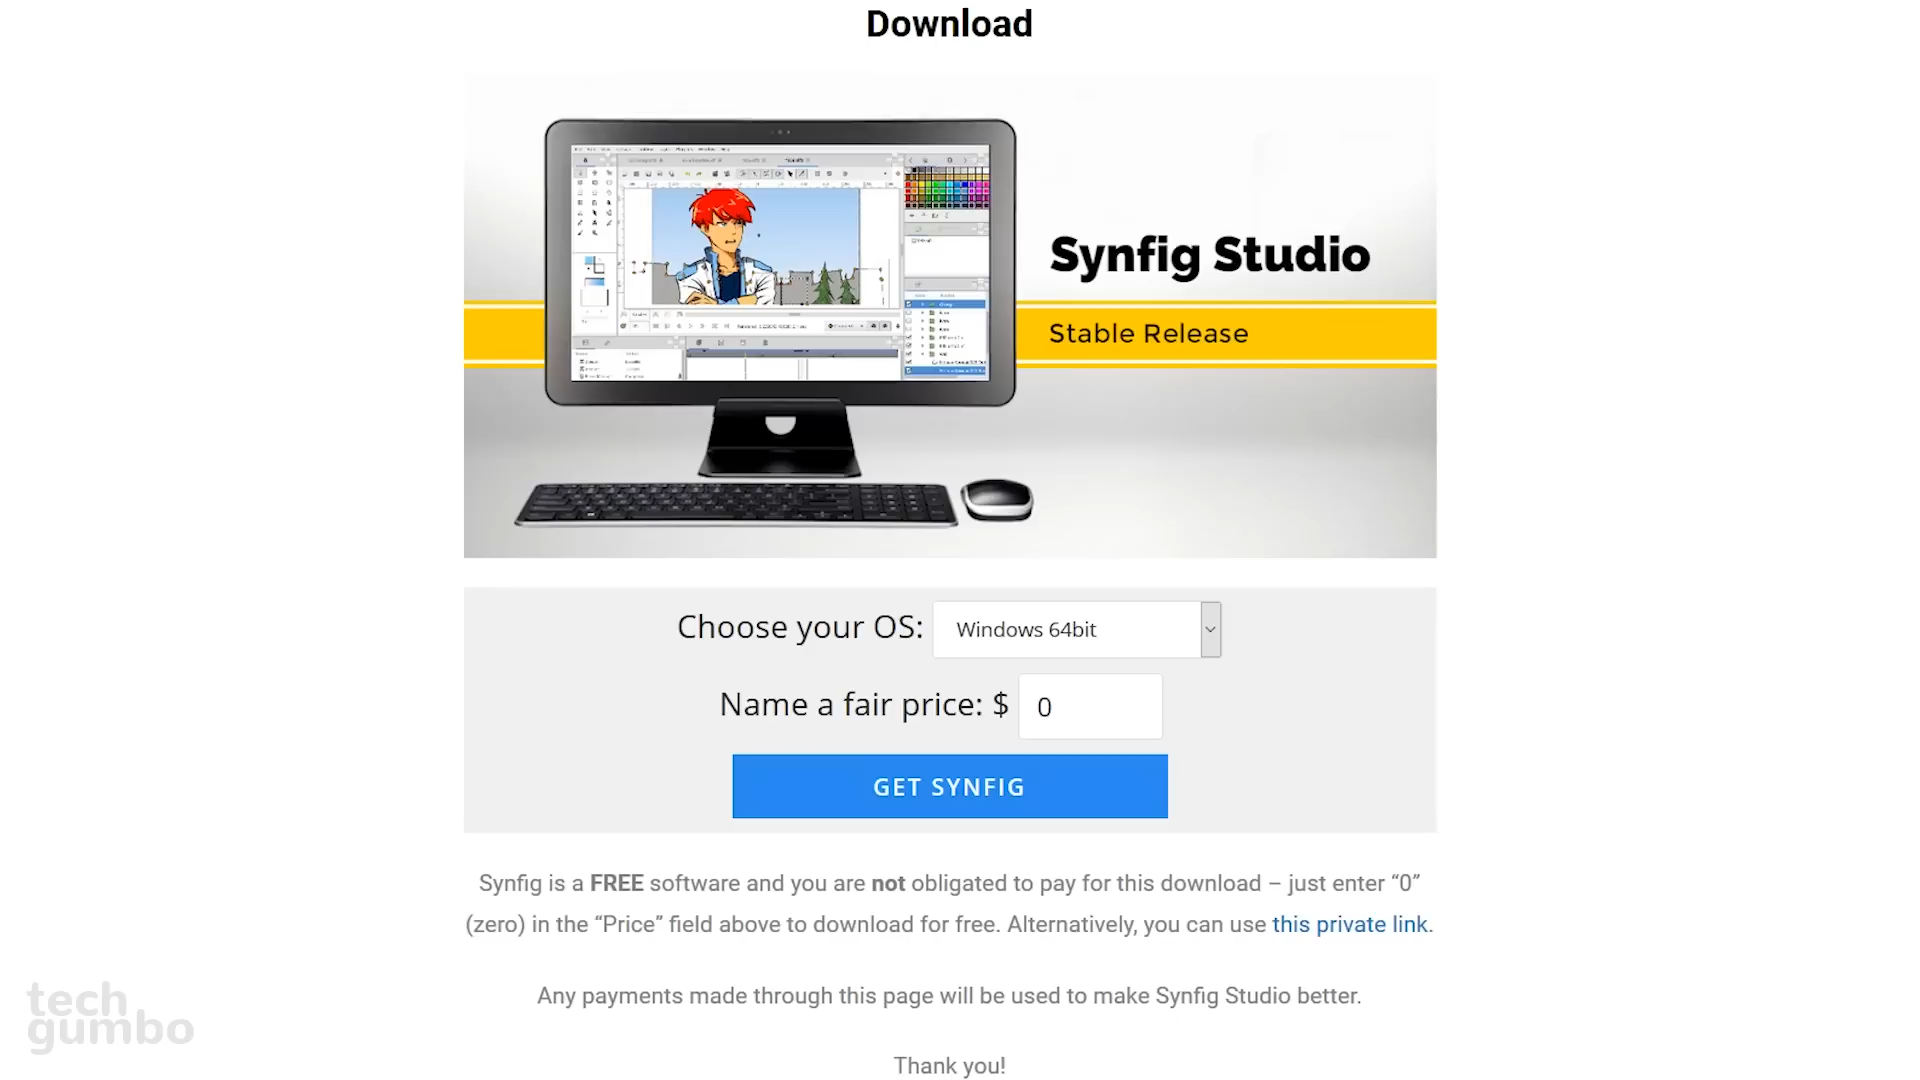 Download
Synfig Studio
Stable Release
Choose your OS: Windows 64bit
Name a fair price: $ 0
GET SYNFIG
Synfig is a FREE software and you are not obligated to pay for this download – just enter “0”
(zero) in the “Price” field above to download for free. Alternatively, you can use this private link.
Any payments made through this page will be used to make Synfig Studio better.
Thank you!
tech
gumbo